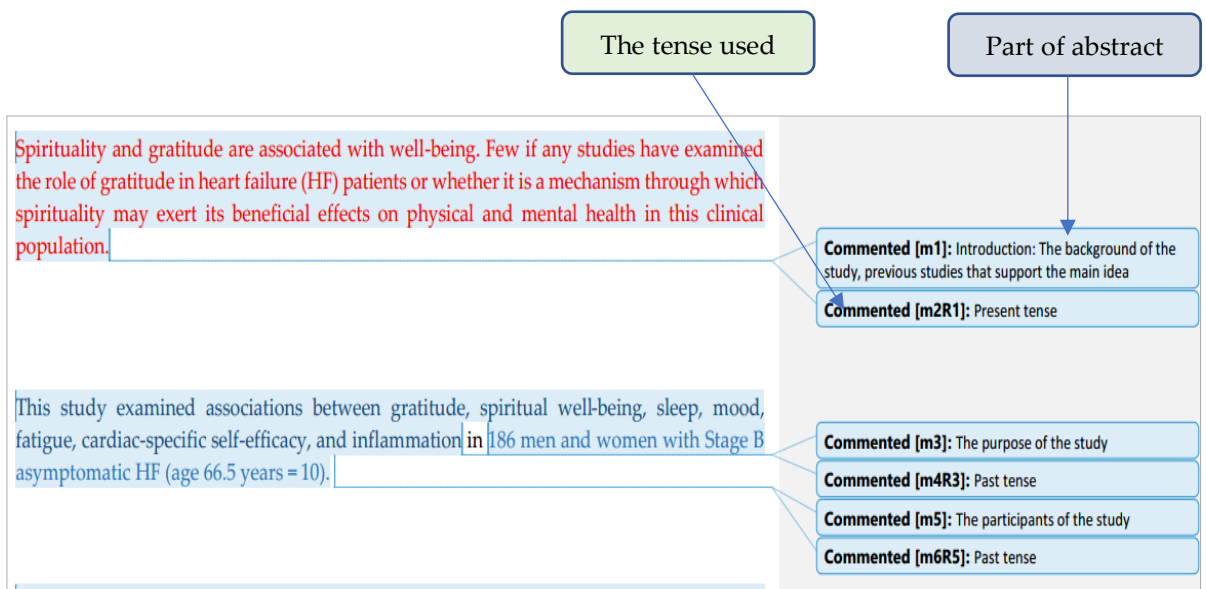 The tense used
Part of abstract
Spirituality and gratitude are associated with well-being. Few if any studies have examined
the role of gratitude in heart failure (HF) patients or whether it is a mechanism through which
spirituality may exert its beneficial effects on physical and mental health in this clinical
population.
Commented [m1]: Introduction: The background of the
study, previous studies that support the main idea
Commented [m2R1]: Present tense
This study examined associations between gratitude, spiritual well-being, sleep, mood,
fatigue, cardiac-specific self-efficacy, and inflammation in 186 men and women with Stage B
asymptomatic HF (age 66.5 years = 10).
Commented [m3]: The purpose of the study
Commented [m4R3]: Past tense
Commented [m5]: The participants of the study
Commented [m6R5]: Past tense